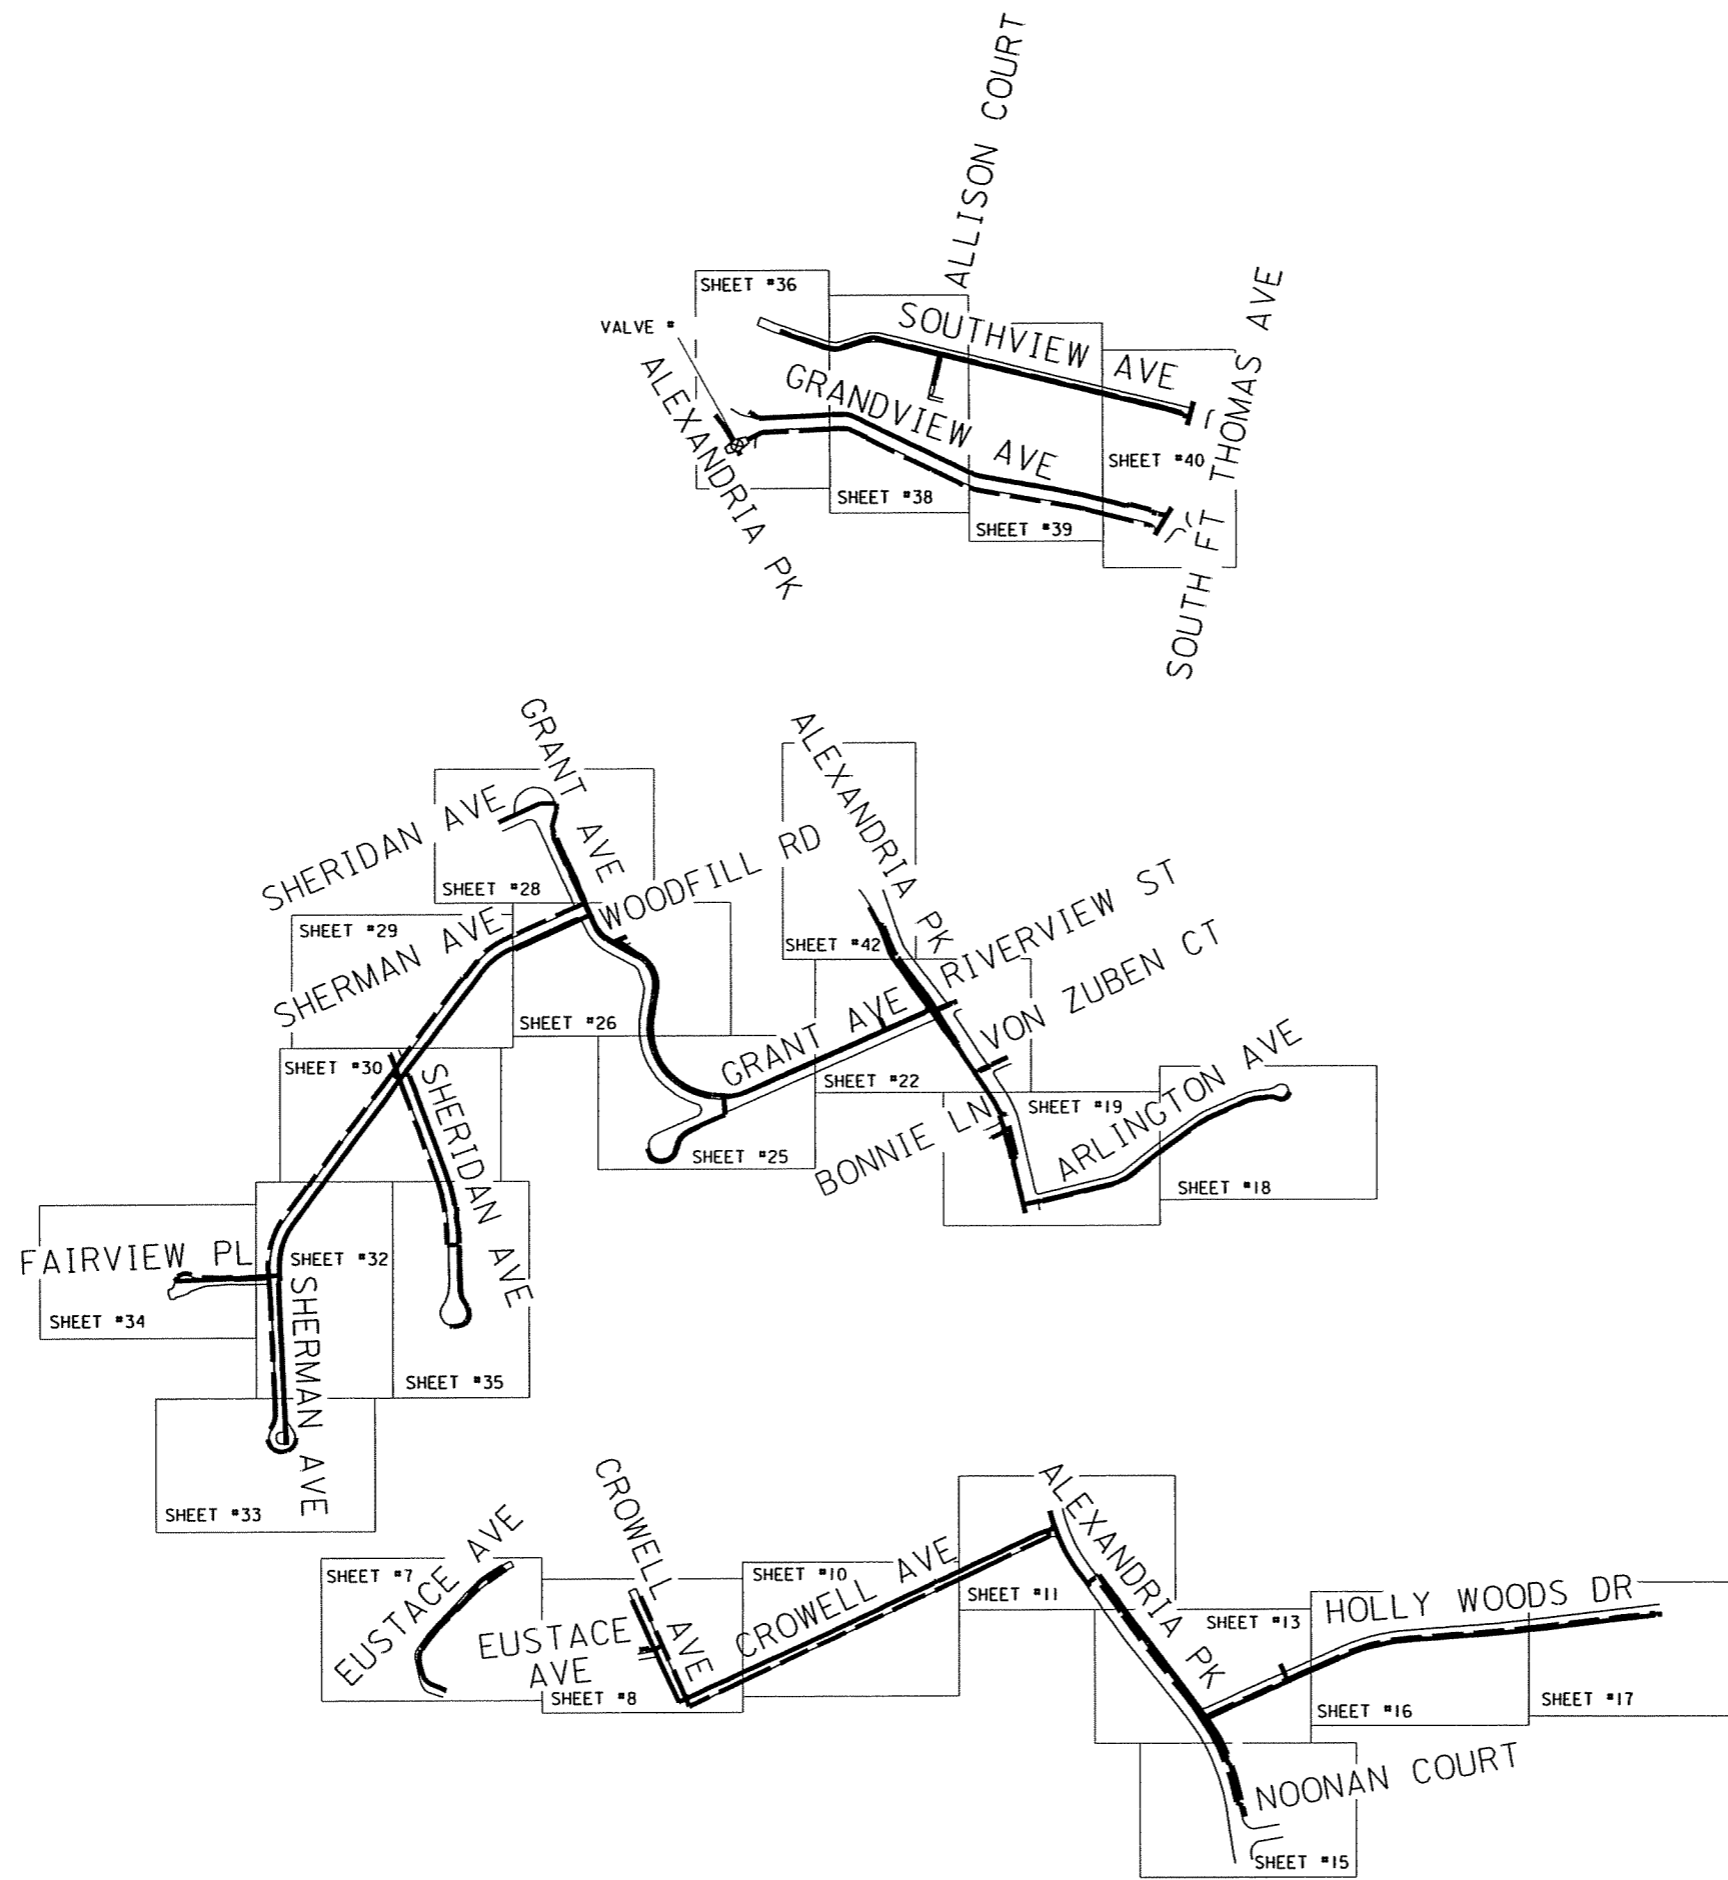 ALLISON COURT
SHEET #36
VALVE #
SOUTHVIEW AVE
ALEXANDRIA PK
GRANDVIEW AVE
SOUTH FT THOMAS AVE
SHEET #40
SHEET #38
SHEET #39
GRANT AVE
ALEXANDRIA PK
SHERIDAN AVE
WOODFILL RD
SHEET #28
RIVERVIEW ST
SHERMAN AVE
SHEET #29
SHEET #42
VON ZUBEN CT
SHEET #26
GRANT AVE
SHEET #30
SHEET #22
SHERIDAN AVE
BONNIE LN
SHEET #19
ARLINGTON AVE
SHEET #25
SHEET #18
FAIRVIEW PL
SHEET #32
SHEET #34
SHERMAN AVE
SHEET #35
SHEET #33
CROWELL AVE
ALEXANDRIA PK
EUSTACE AVE
SHEET #7
SHEET #10
CROWELL AVE
SHEET #11
HOLLY WOODS DR
SHEET #13
EUSTACE
AVE
SHEET #8
SHEET #16
SHEET #17
NOONAN COURT
SHEET #15